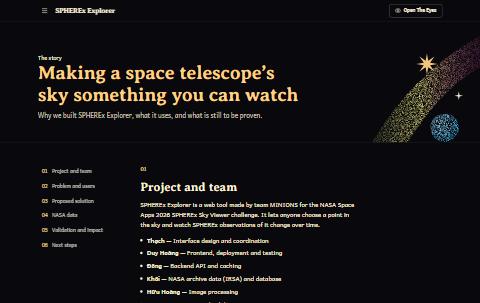 SPHEREx Explorer
Open The Eyes
The story
Making a space telescope's
sky something you can watch
Why we built SPHEREx Explorer, what it uses, and what is still to be proven.
01 Project and team
02 Problem and users
03 Proposed solution
04 NASA data
05 Validation and impact
06 Next steps
01
Project and team
SPHEREx Explorer is a web tool made by team MINIONS for the NASA Space
Apps 2026 SPHEREx Sky Viewer challenge. It lets anyone choose a point in
the sky and watch SPHEREx observations of it change over time.
• Thạch — Interface design and coordination
• Duy Hoàng — Frontend, deployment and testing
• Đông — Backend API and caching
• Khôi — NASA archive data (IRSA) and database
• Hữu Hoàng — Image processing